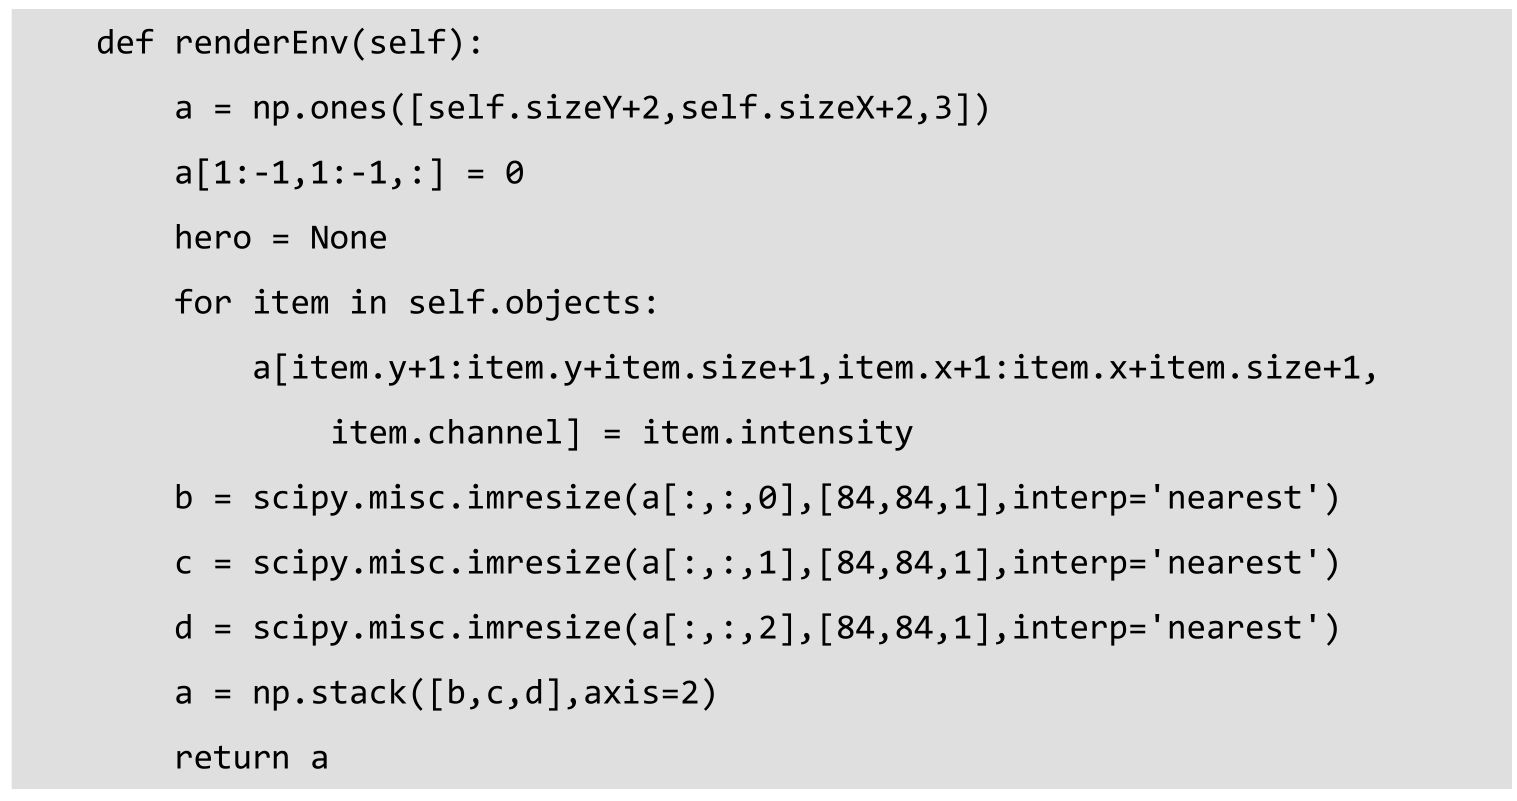 def renderEnv(self):
a = np.ones([self.sizeY+2,self.sizeX+2,3])
a[1:-1,1:-1,:] = 0
hero = None
for item in self.objects:
a[item.y+1:item.y+item.size+1,item.x+1:item.x+item.size+1,
item.channel] = item.intensity
b = scipy.misc.imresize(a[:,:,0],[84,84,1],interp='nearest')
c = scipy.misc.imresize(a[:,:,1],[84,84,1],interp='nearest')
d = scipy.misc.imresize(a[:,:,2],[84,84,1],interp='nearest')
a = np.stack([b,c,d],axis=2)
return a